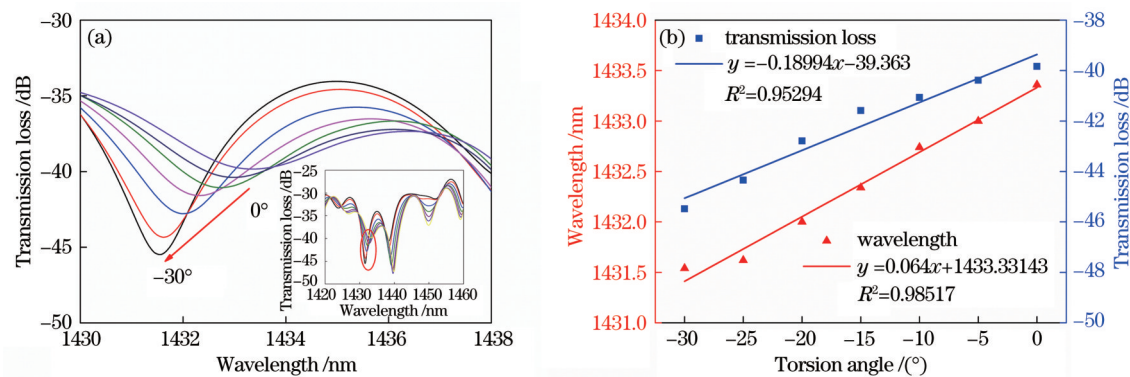 (a)
Transmission loss /dB
−30
−35
−40
−45
−50
1430
1432
1434
1436
1438
Wavelength /nm
0°
−30°
Transmission loss /dB
−25
−30
−35
−40
−45
−50
1420
1430
1440
1450
1460
Wavelength /nm
(b)
Wavelength /nm
1434.0
1433.5
1433.0
1432.5
1432.0
1431.5
1431.0
transmission loss
y=−0.18994x−39.363
R²=0.95294
wavelength
y=0.064x+1433.33143
R²=0.98517
−30
−25
−20
−15
−10
−5
0
Torsion angle /(°)
−38
−40
−42
−44
−46
−48
−50
Transmission loss/dB